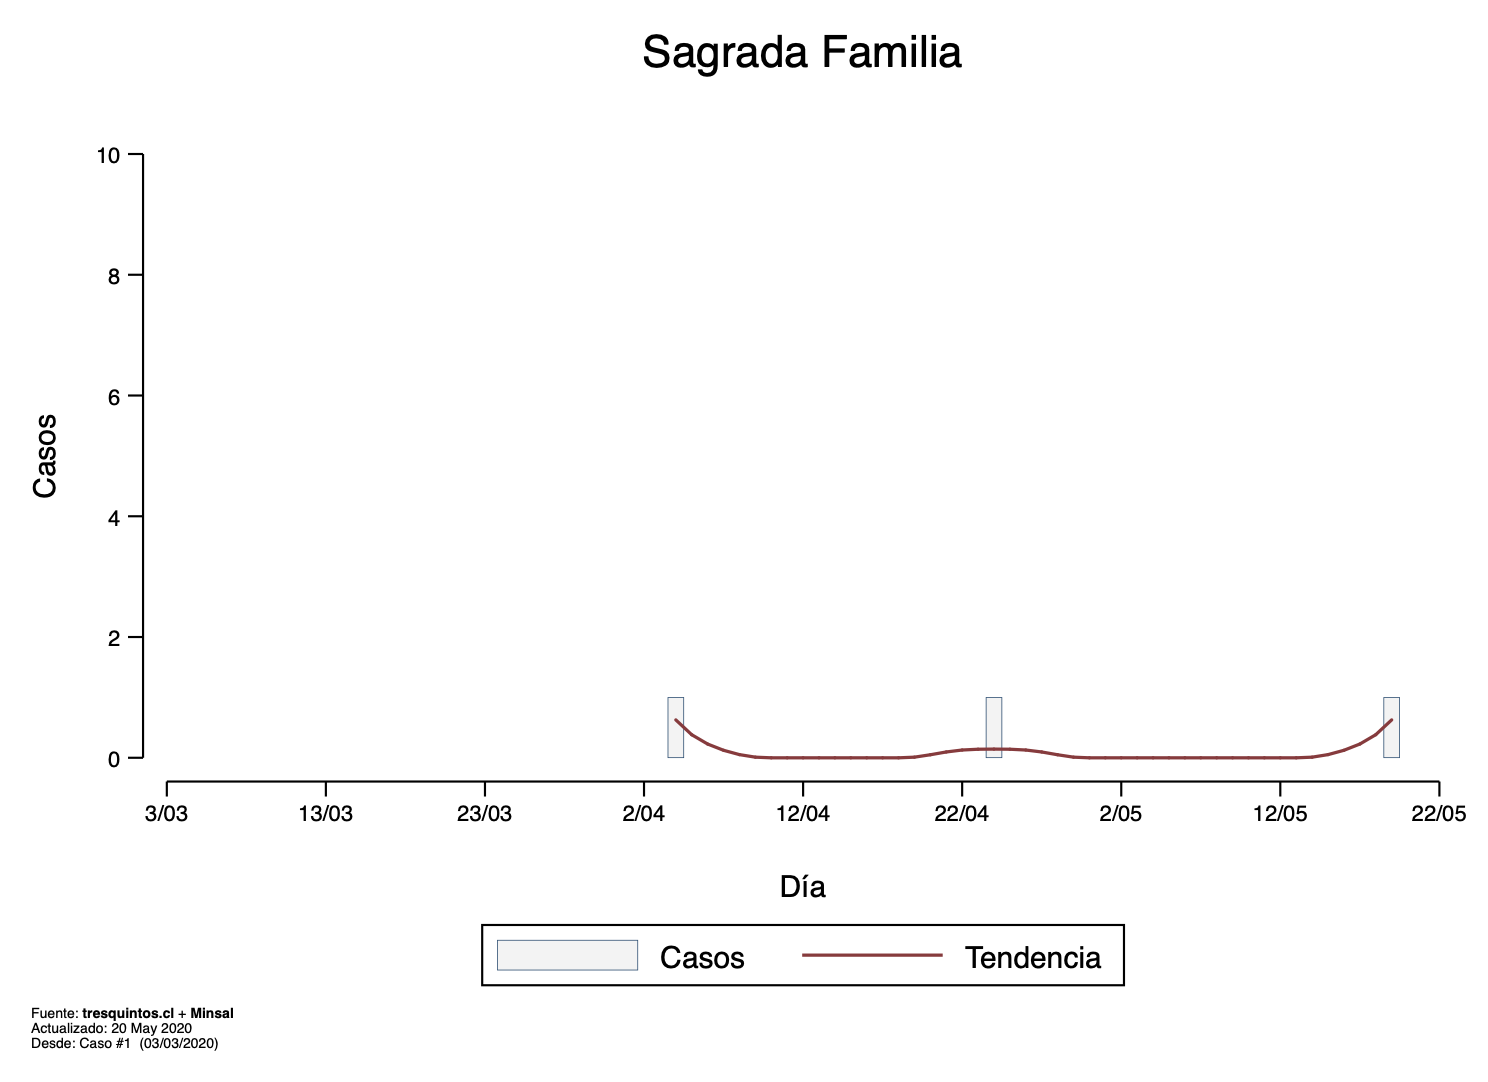 Sagrada Familia
Casos
10
8
6
4
2
0
3/03 13/03 23/03 2/04 12/04 22/04 2/05 12/05 22/05
Día
Casos Tendencia
Fuente: tresquintos.cl + Minsal
Actualizado: 20 May 2020
Desde: Caso #1 (03/03/2020)